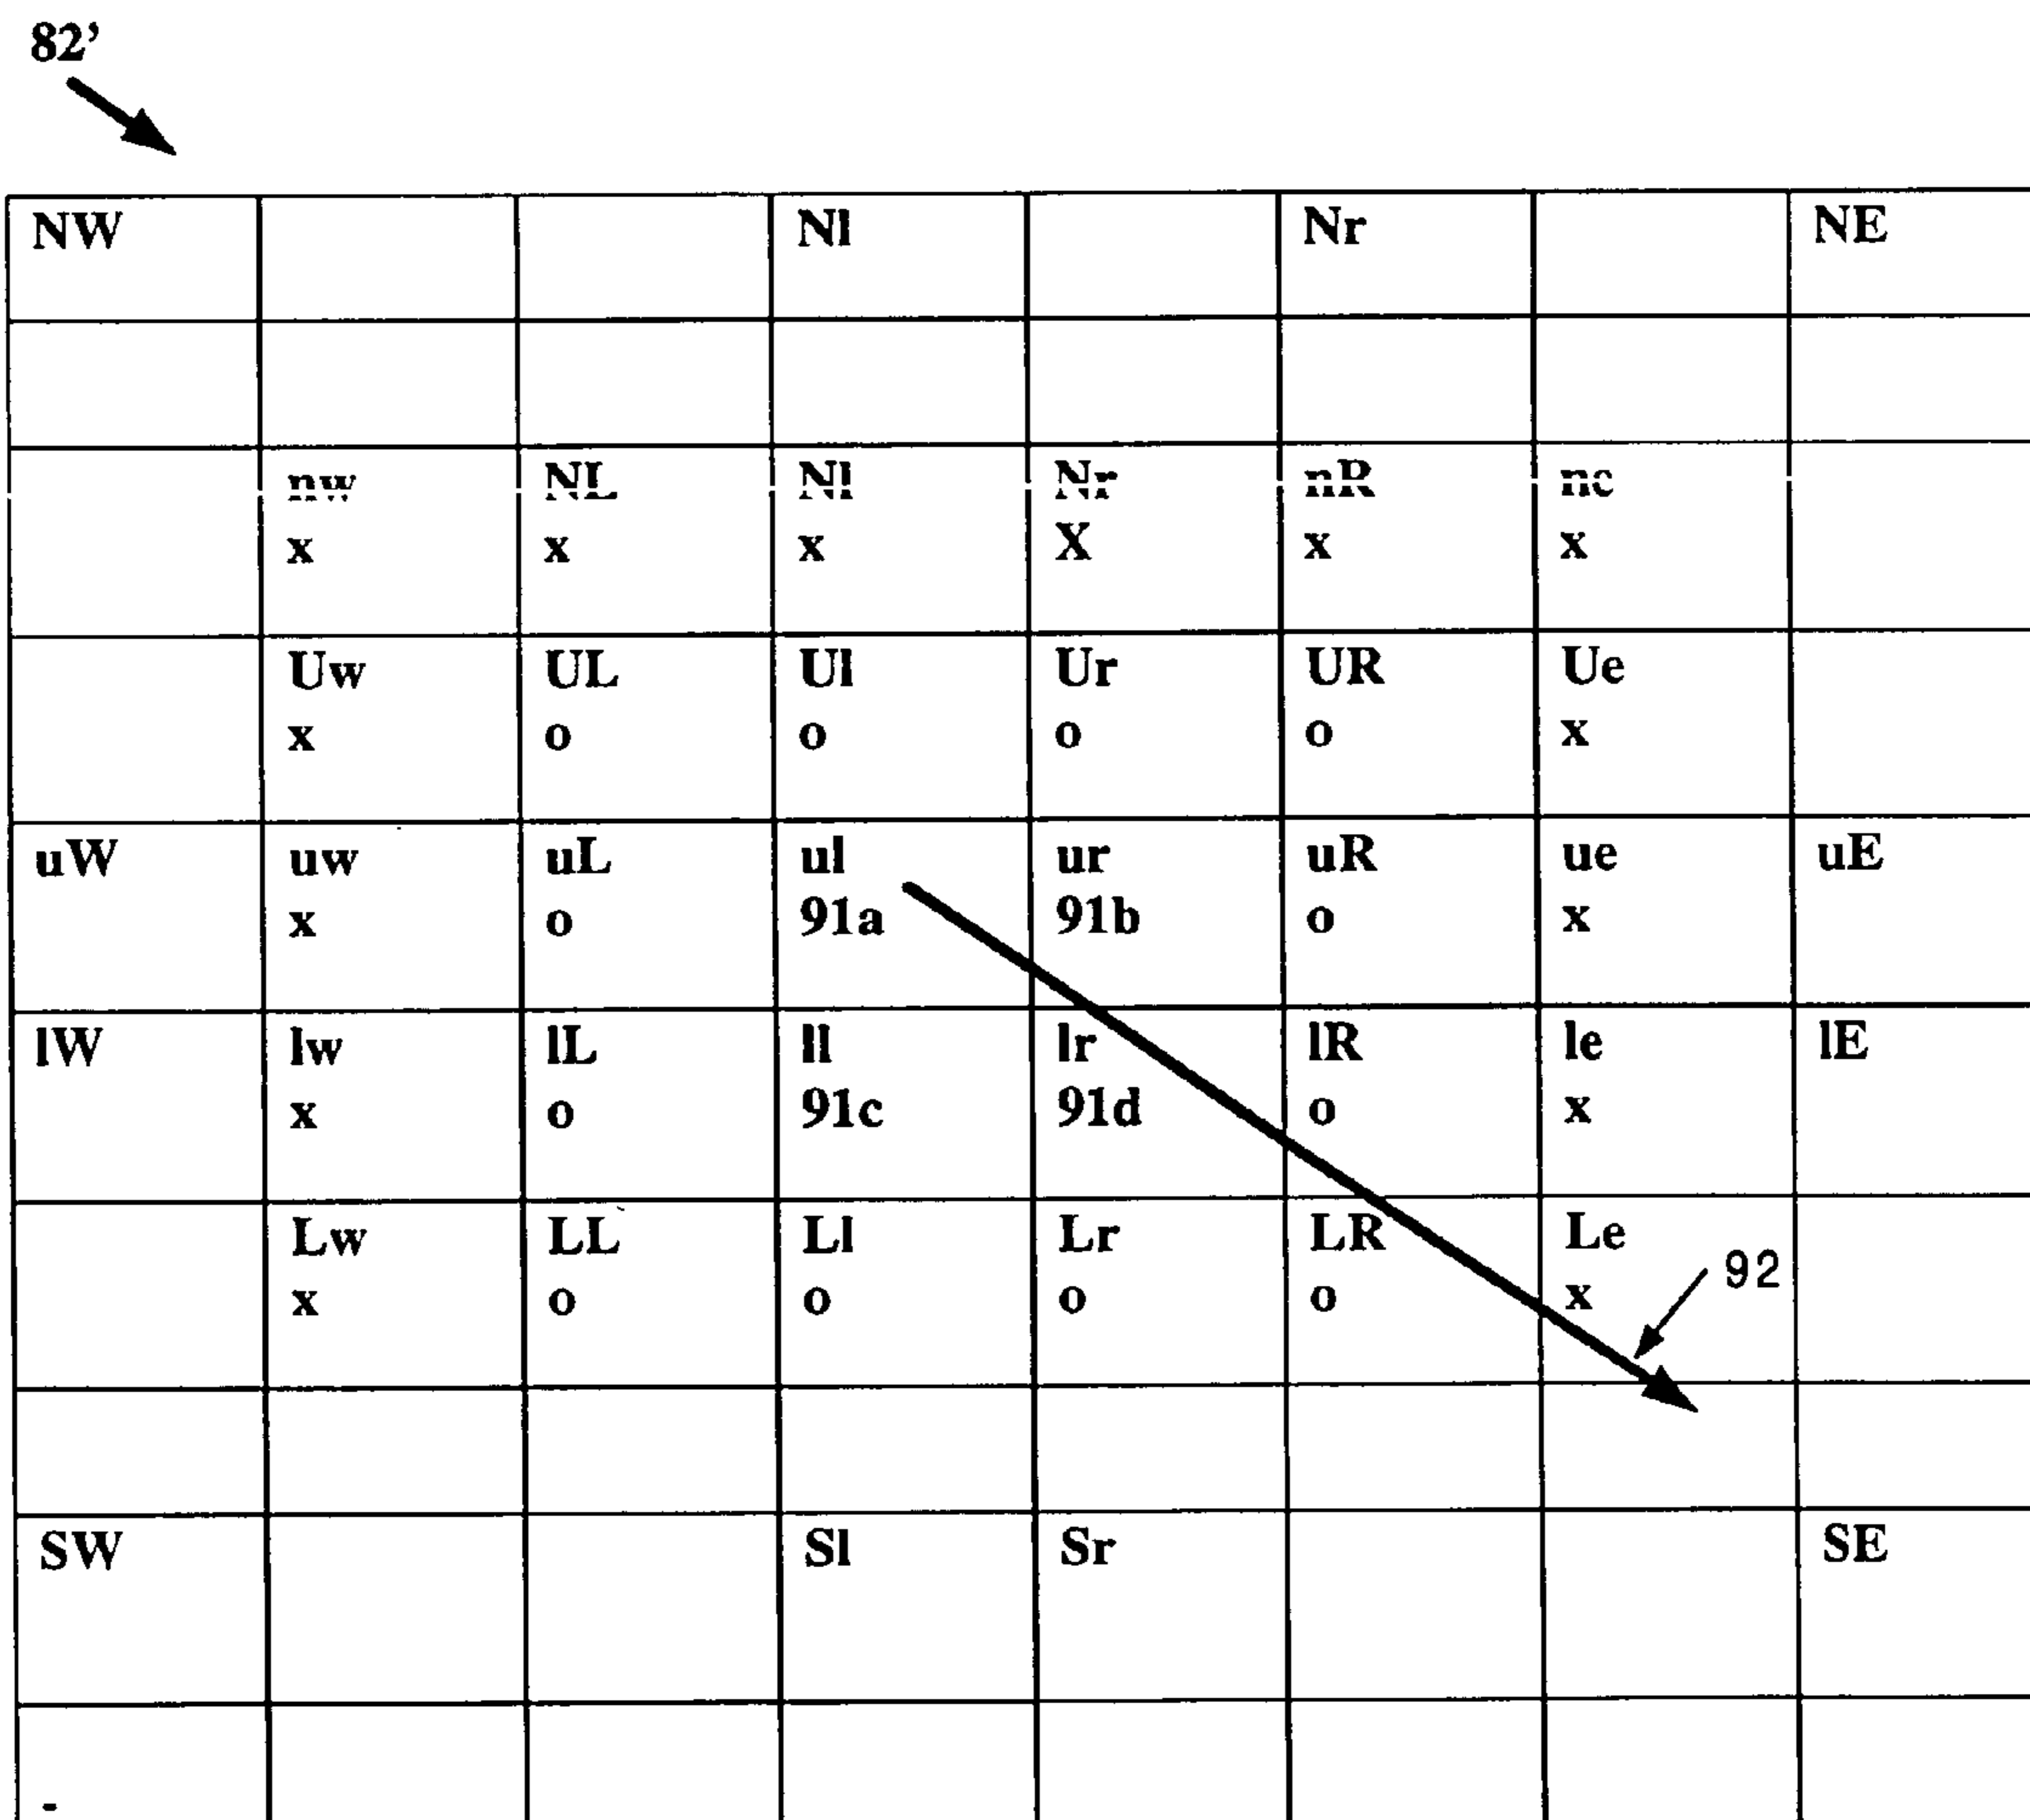 82’
NW Nl Nr NE
nw NL Nl Nr nR ne
x x x X x x
Uw UL Ul Ur UR Ue
x o o o o x
uW uw uL ul ur uR ue uE
x o 91a 91b o x
lW lw lL ll lr lR le lE
x o 91c 91d o x
Lw LL Ll Lr LR Le
92
x o o o o x
SW Sl Sr SE
-